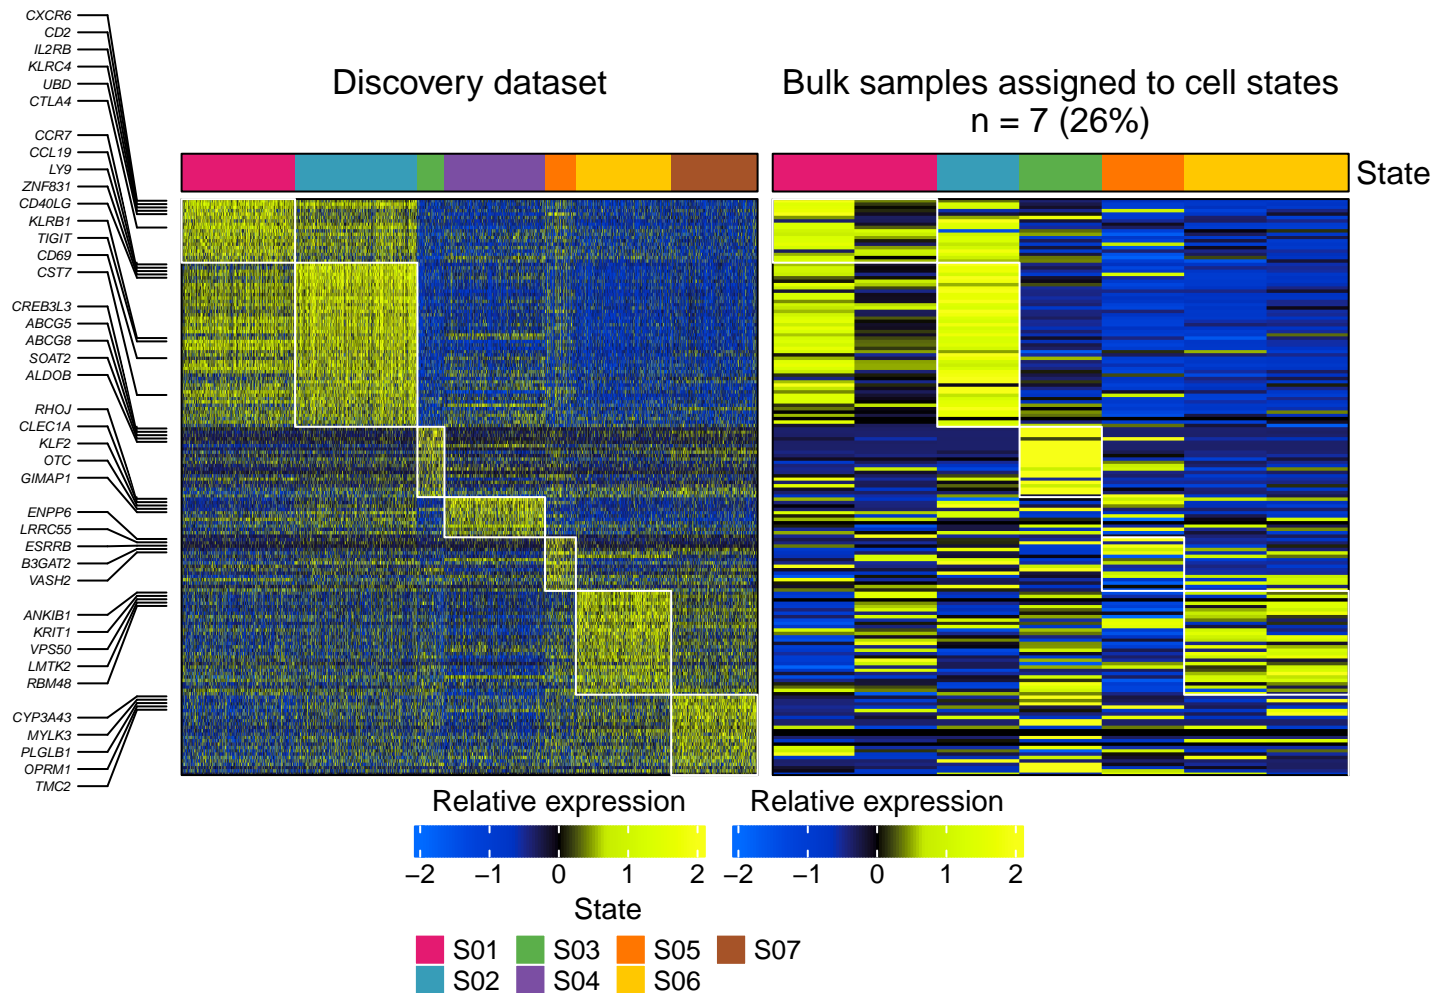 CXCR6
CD2
IL2RB
KLRC4
UBD
CTLA4
CCR7
CCL19
LY9
ZNF831
CD40LG
KLRB1
TIGIT
CD69
CST7
CREB3L3
ABCG5
ABCG8
SOAT2
ALDOB
RHOJ
CLEC1A
KLF2
OTC
GIMAP1
ENPP6
LRRC55
ESRRB
B3GAT2
VASH2
ANKIB1
KRIT1
VPS50
LMTK2
RBM48
CYP3A43
MYLK3
PLGLB1
OPRM1
TMC2
Discovery dataset
Bulk samples assigned to cell states
n = 7 (26%)
State
Relative expression
−2 −1 0 1 2
Relative expression
−2 −1 0 1 2
State
S01 S03 S05 S07
S02 S04 S06